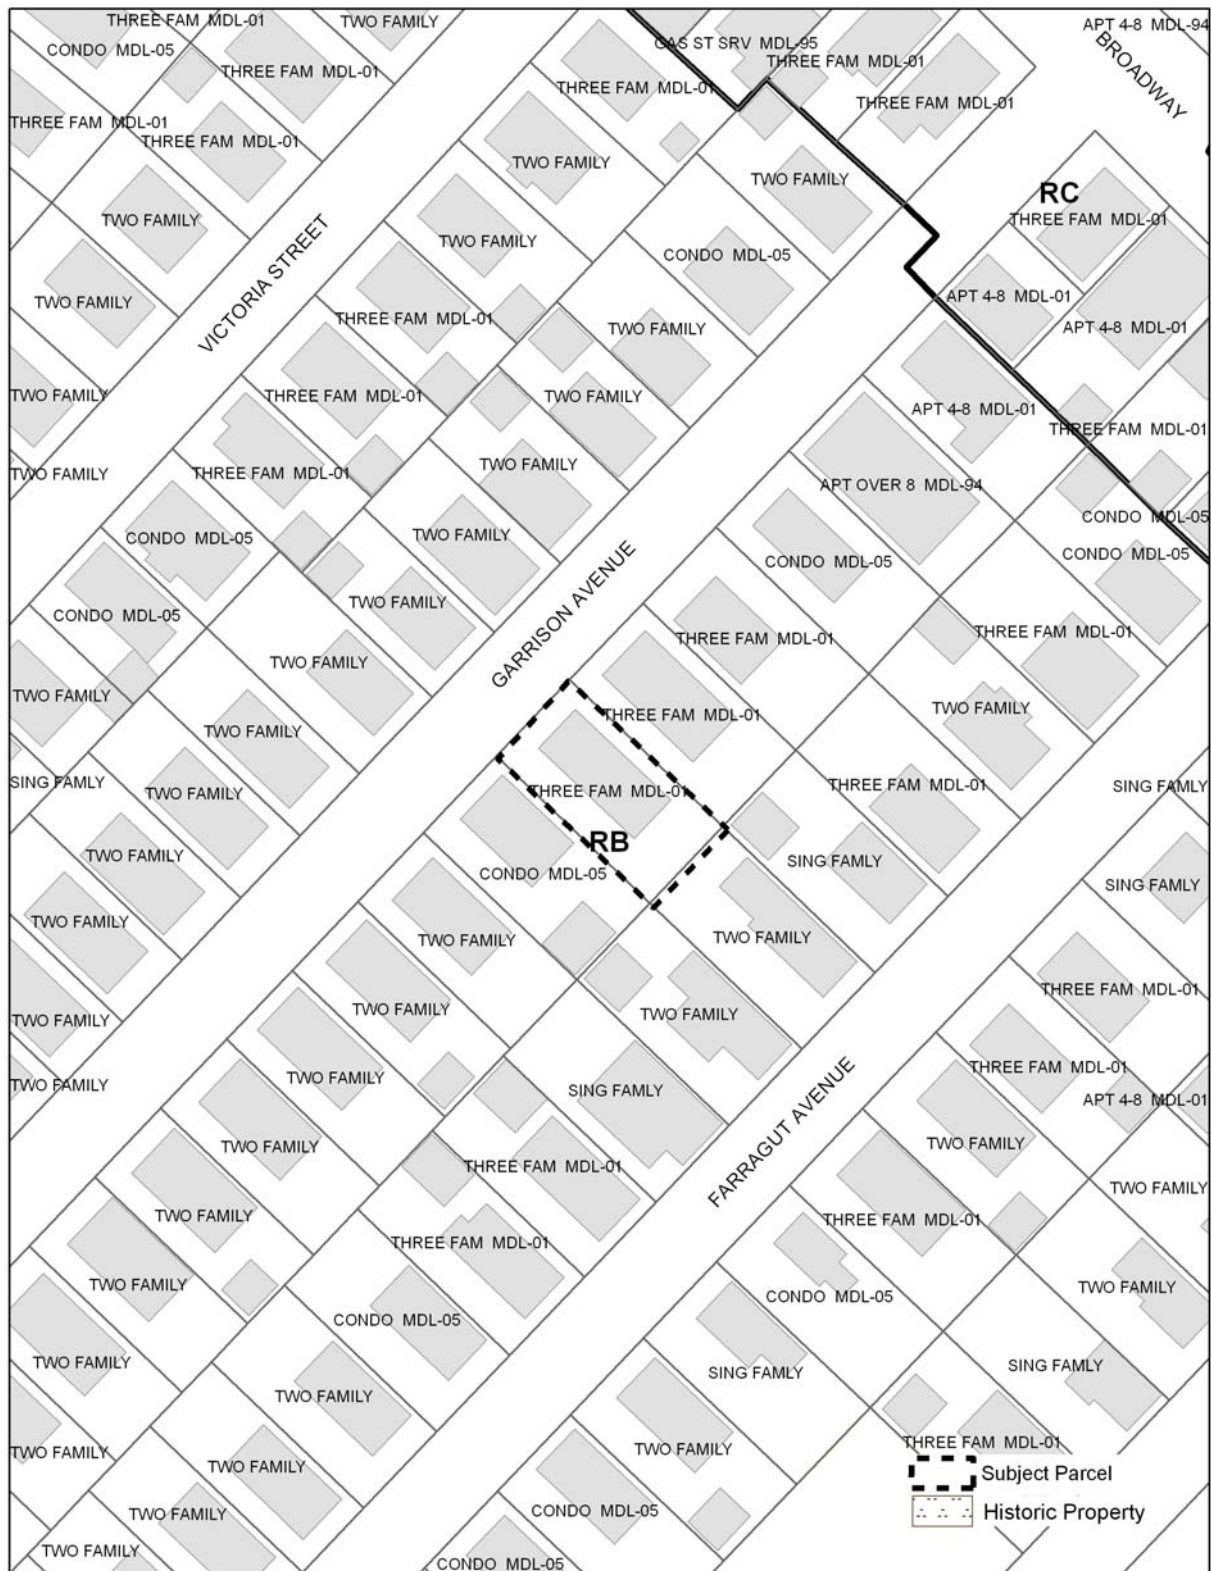 THREE FAM MDL-01
TWO FAMILY
APT 4-8 MDL-94
CONDO MDL-05
GAS ST SRV MDL-95
THREE FAM MDL-01
THREE FAM MDL-01
THREE FAM MDL-01
BROADWAY
THREE FAM MDL-01
THREE FAM MDL-01
THREE FAM MDL-01
TWO FAMILY
TWO FAMILY
RC
TWO FAMILY
THREE FAM MDL-01
VICTORIA STREET
TWO FAMILY
CONDO MDL-05
TWO FAMILY
APT 4-8 MDL-01
THREE FAM MDL-01
TWO FAMILY
APT 4-8 MDL-01
TWO FAMILY
THREE FAM MDL-01
TWO FAMILY
APT 4-8 MDL-01
THREE FAM MDL-01
TWO FAMILY
TWO FAMILY
THREE FAM MDL-01
APT OVER 8 MDL-94
CONDO MDL-05
CONDO MDL-05
TWO FAMILY
CONDO MDL-05
CONDO MDL-05
TWO FAMILY
CONDO MDL-05
GARRISON AVENUE
THREE FAM MDL-01
THREE FAM MDL-01
TWO FAMILY
TWO FAMILY
TWO FAMILY
THREE FAM MDL-01
TWO FAMILY
SING FAMLY
THREE FAM MDL-01
SING FAMLY
TWO FAMILY
THREE FAM MDL-01
RB
TWO FAMILY
SING FAMLY
CONDO MDL-05
SING FAMLY
TWO FAMILY
TWO FAMILY
TWO FAMILY
THREE FAM MDL-01
TWO FAMILY
TWO FAMILY
TWO FAMILY
THREE FAM MDL-01
TWO FAMILY
TWO FAMILY
SING FAMLY
APT 4-8 MDL-01
FARRAGUT AVENUE
TWO FAMILY
TWO FAMILY
THREE FAM MDL-01
TWO FAMILY
TWO FAMILY
THREE FAM MDL-01
THREE FAM MDL-01
TWO FAMILY
TWO FAMILY
CONDO MDL-05
CONDO MDL-05
TWO FAMILY
SING FAMLY
SING FAMLY
TWO FAMILY
THREE FAM MDL-01
TWO FAMILY
TWO FAMILY
TWO FAMILY
Subject Parcel
CONDO MDL-05
TWO FAMILY
Historic Property
TWO FAMILY
CONDO MDL-05